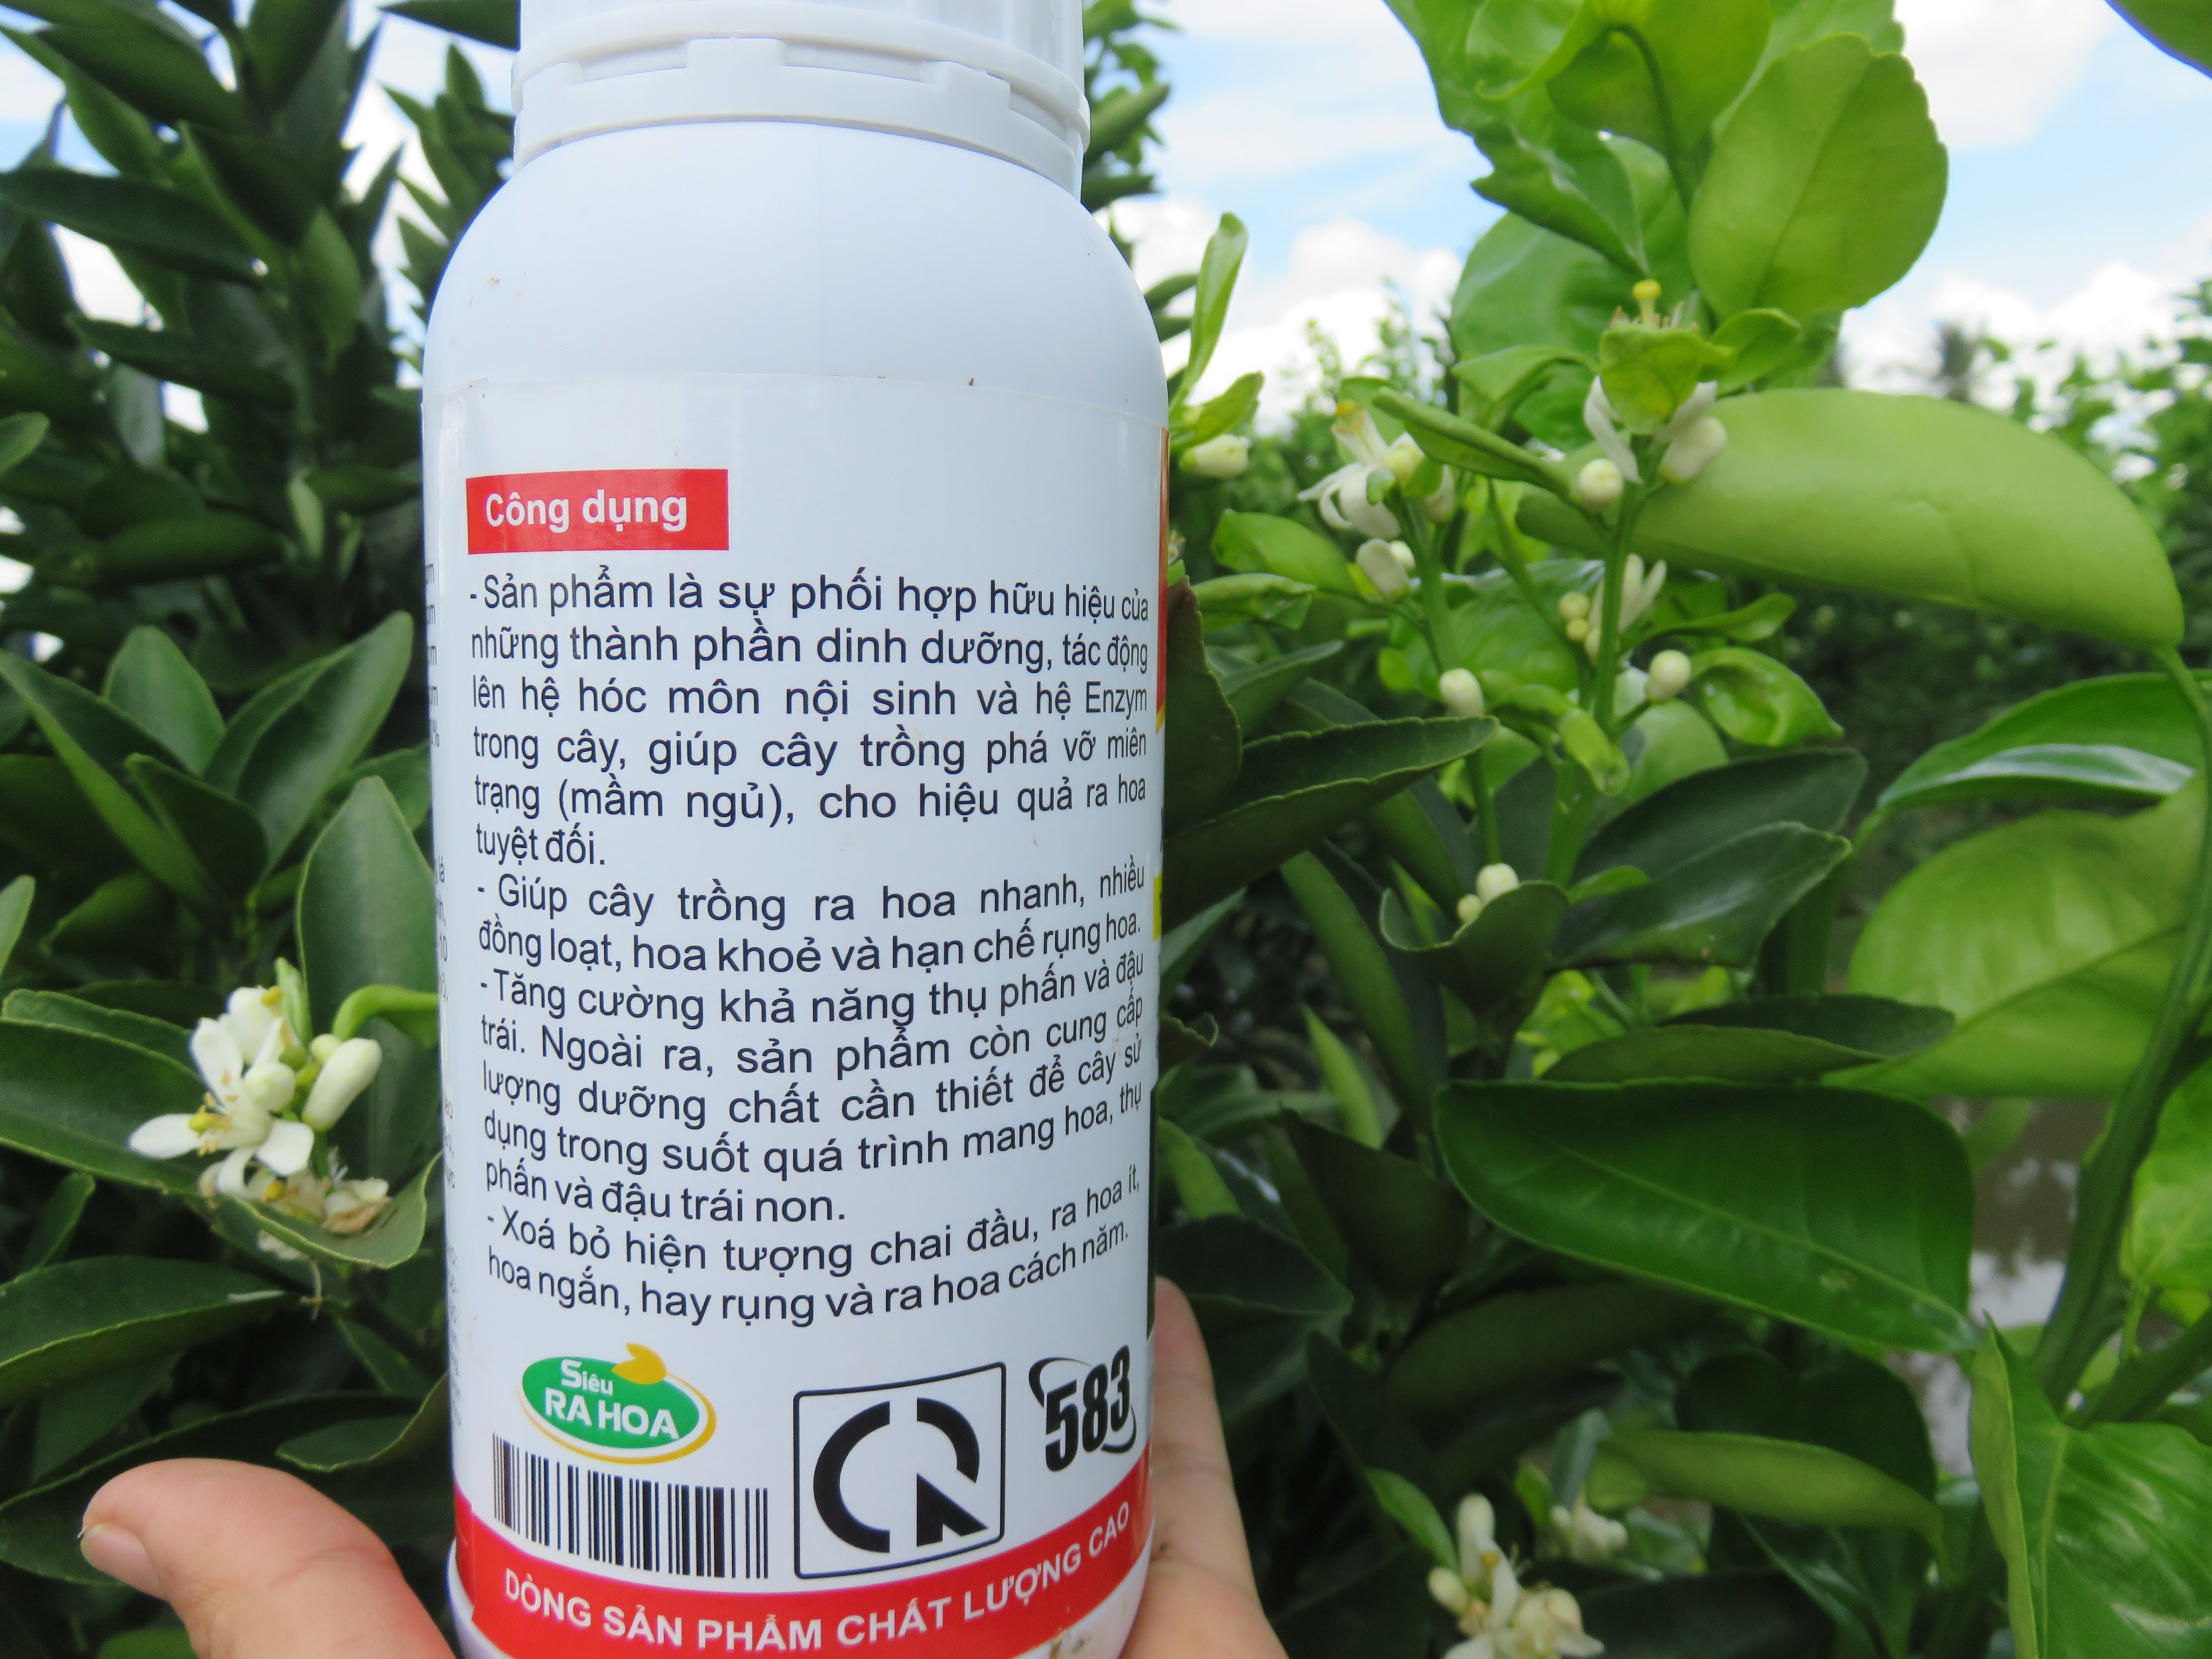 Công dụng
- Sản phẩm là sự phối hợp hữu hiệu của
những thành phần dinh dưỡng, tác động
lên hệ hóc môn nội sinh và hệ Enzym
trong cây, giúp cây trồng phá vỡ miên
trạng (mầm ngủ), cho hiệu quả ra hoa
tuyệt đối.
- Giúp cây trồng ra hoa nhanh, nhiều
đồng loạt, hoa khoẻ và hạn chế rụng hoa.
- Tăng cường khả năng thụ phấn và đậu
trái. Ngoài ra, sản phẩm còn cung cấp
lượng dưỡng chất cần thiết để cây sử
dụng trong suốt quá trình mang hoa, thụ
phấn và đậu trái non.
- Xoá bỏ hiện tượng chai đầu, ra hoa ít,
hoa ngắn, hay rụng và ra hoa cách năm.
Siêu
RA HOA
583
DÒNG SẢN PHẨM CHẤT LƯỢNG CAO